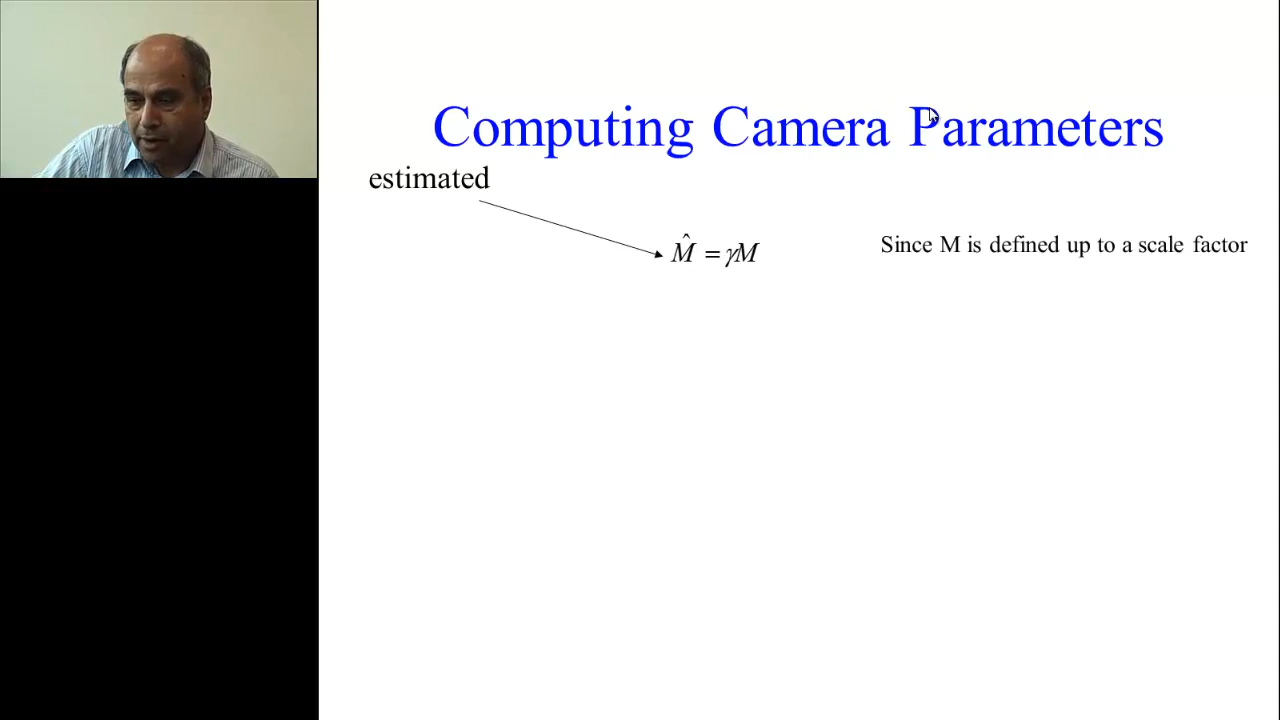 Computing Camera Parameters
estimated
M̂ = γM
Since M is defined up to a scale factor